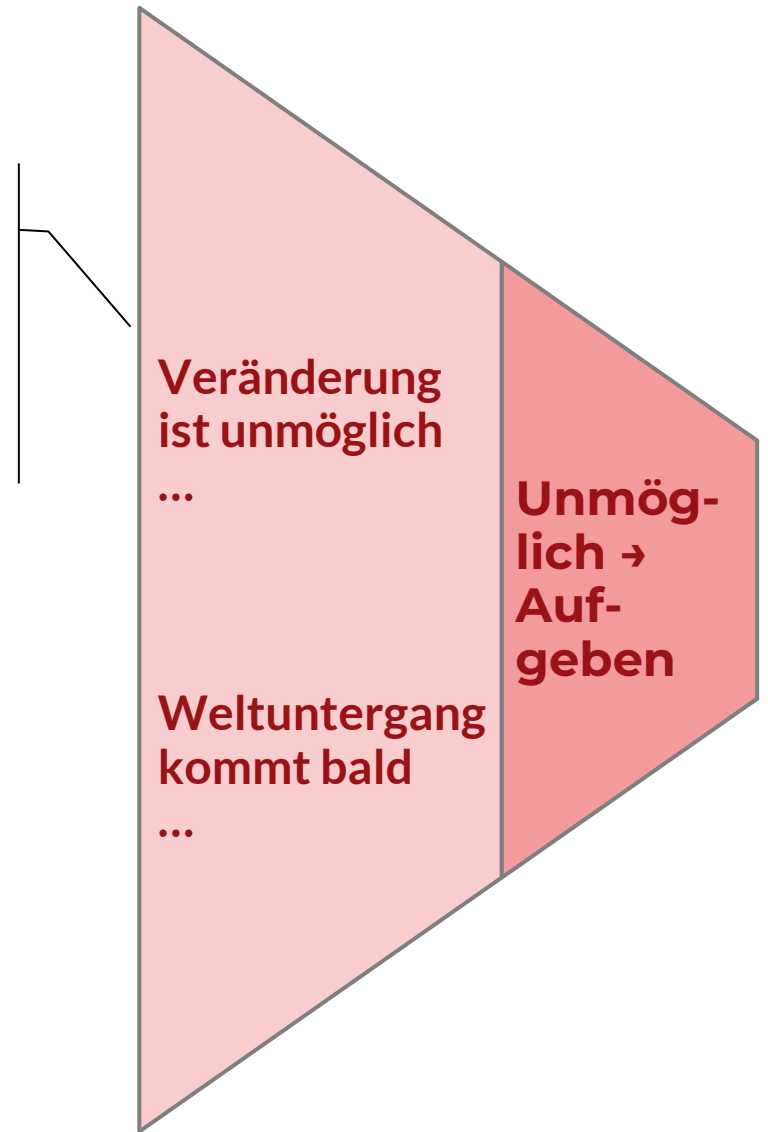 Veränderung
ist unmöglich
...
Weltuntergang
kommt bald
...
Unmög-
lich →
Auf-
geben